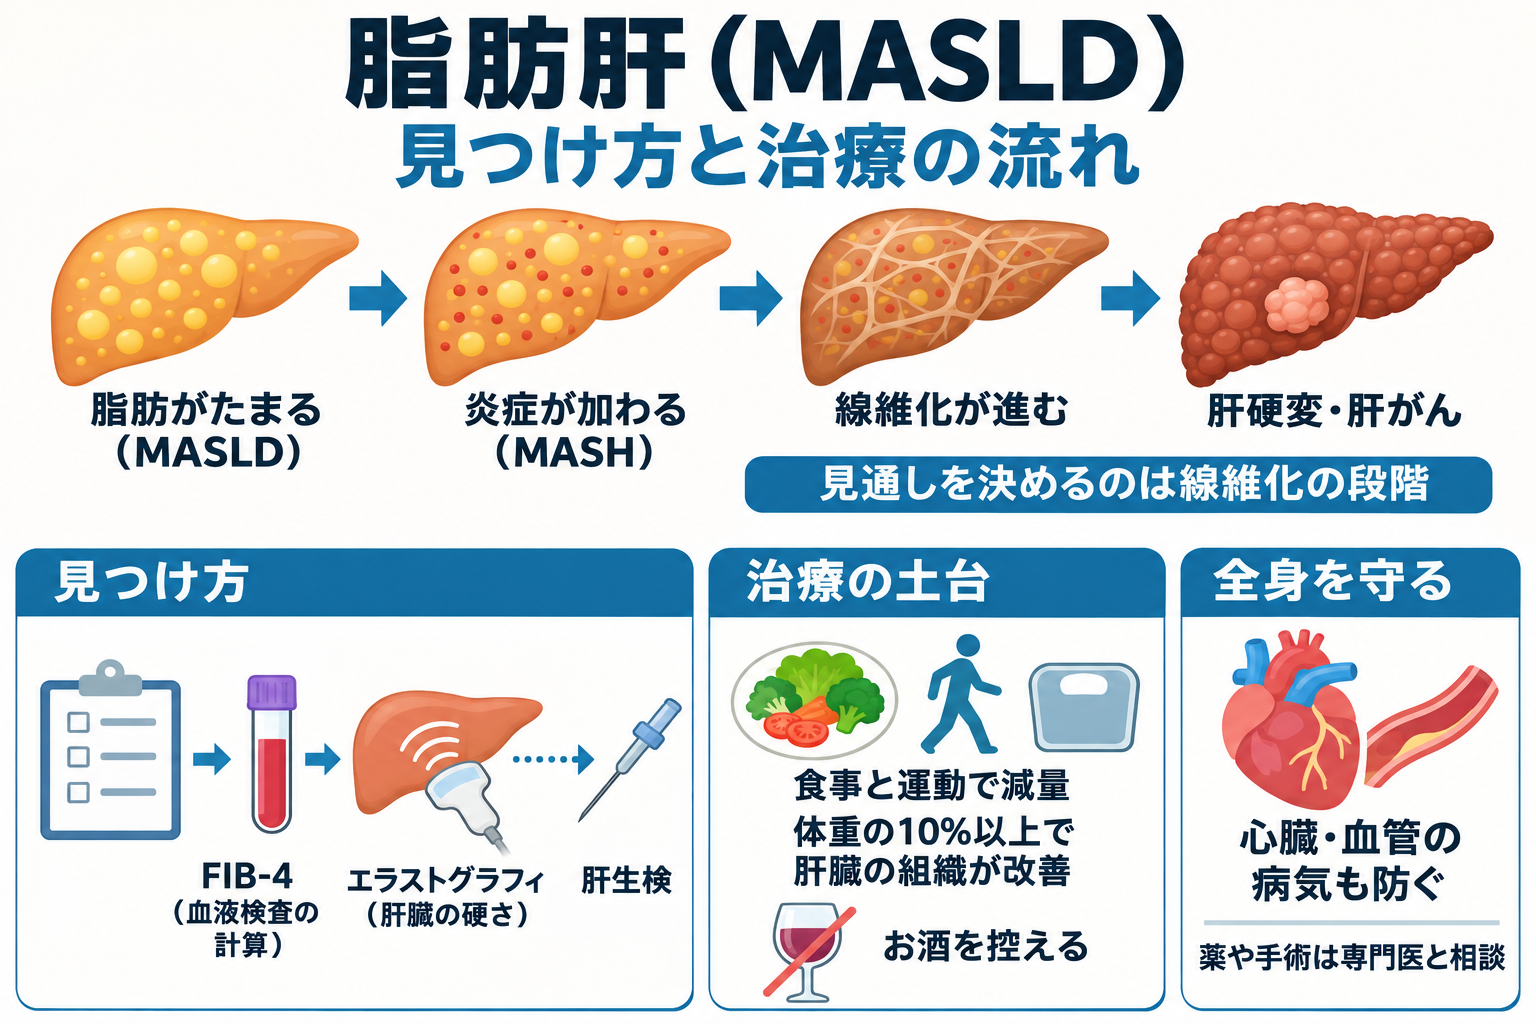 脂肪肝（MASLD）
見つけ方と治療の流れ
脂肪がたまる
（MASLD）
炎症が加わる
（MASH）
線維化が進む
肝硬変・肝がん
見通しを決めるのは線維化の段階
見つけ方
FIB-4
（血液検査の
計算）
エラストグラフィ
（肝臓の硬さ）
肝生検
治療の土台
食事と運動で減量
体重の10%以上で
肝臓の組織が改善
お酒を控える
全身を守る
心臓・血管の
病気も防ぐ
薬や手術は専門医と相談